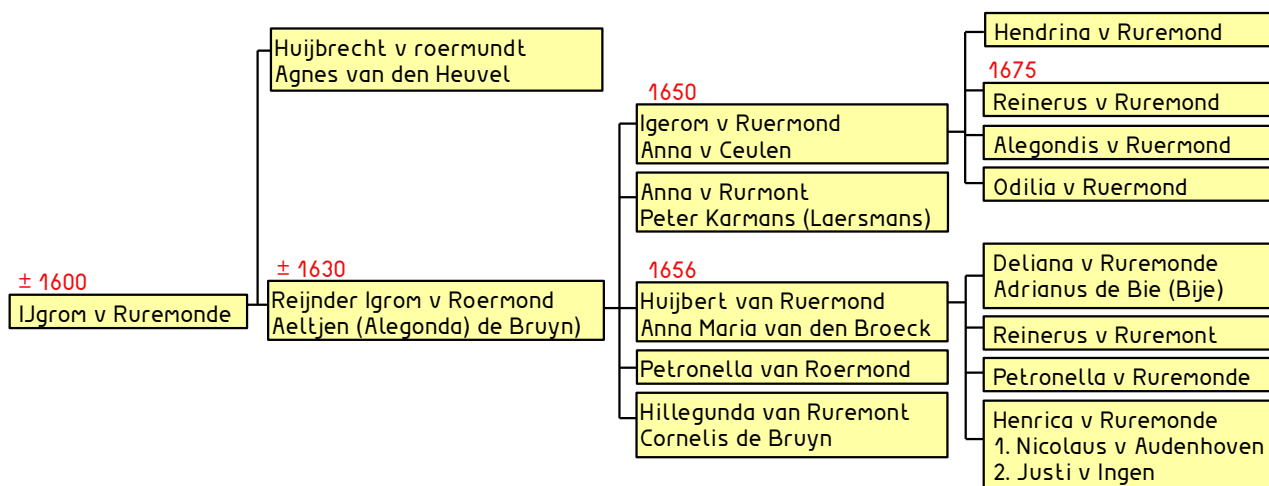 ± 1600
IJgrom v Ruremonde
Huijbrecht v roermundt
Agnes van den Heuvel
± 1630
Reijnder Igrom v Roermond
Aeltjen (Alegonda) de Bruyn)
1650
Igerom v Ruermond
Anna v Ceulen
Anna v Rurmont
Peter Karmans (Laersmans)
1656
Huijbert van Ruermond
Anna Maria van den Broeck
Petronella van Roermond
Hillegunda van Ruremont
Cornelis de Bruyn
Hendrina v Ruremond
1675
Reinerus v Ruremond
Alegondis v Ruermond
Odilia v Ruermond
Deliana v Ruremonde
Adrianus de Bie (Bije)
Reinerus v Ruremont
Petronella v Ruremonde
Henrica v Ruremonde
1. Nicolaus v Audenhoven
2. Justi v Ingen